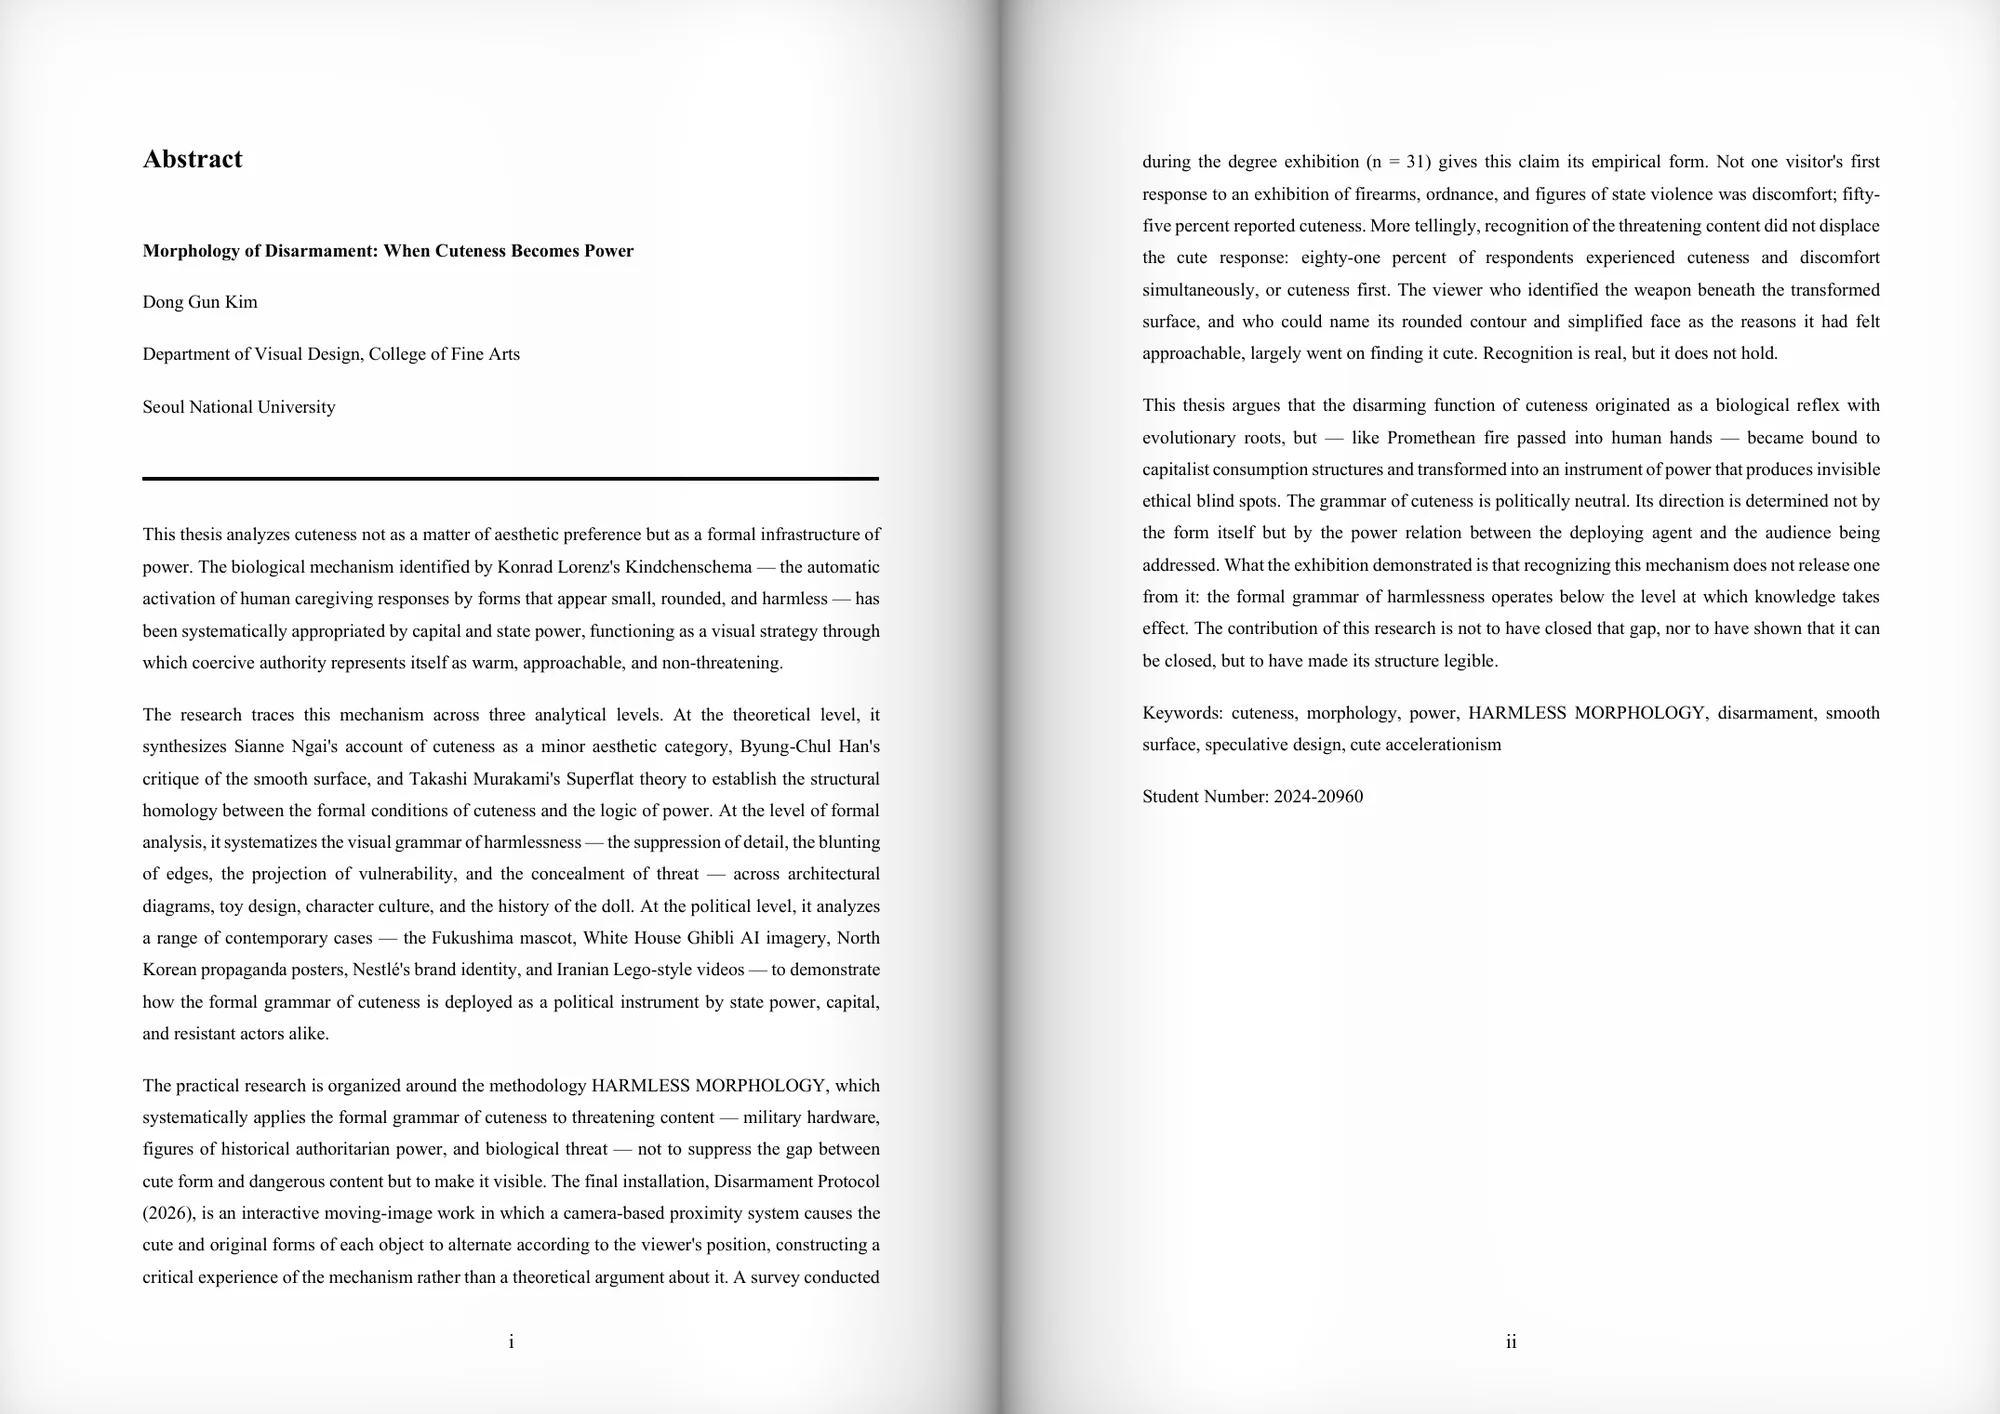 Abstract
Morphology of Disarmament: When Cuteness Becomes Power
Dong Gun Kim
Department of Visual Design, College of Fine Arts
Seoul National University
This thesis analyzes cuteness not as a matter of aesthetic preference but as a formal infrastructure of
power. The biological mechanism identified by Konrad Lorenz's Kindchenschema — the automatic
activation of human caregiving responses by forms that appear small, rounded, and harmless — has
been systematically appropriated by capital and state power, functioning as a visual strategy through
which coercive authority represents itself as warm, approachable, and non-threatening.
The research traces this mechanism across three analytical levels. At the theoretical level, it
synthesizes Sianne Ngai's account of cuteness as a minor aesthetic category, Byung-Chul Han's
critique of the smooth surface, and Takashi Murakami's Superflat theory to establish the structural
homology between the formal conditions of cuteness and the logic of power. At the level of formal
analysis, it systematizes the visual grammar of harmlessness — the suppression of detail, the blunting
of edges, the projection of vulnerability, and the concealment of threat — across architectural
diagrams, toy design, character culture, and the history of the doll. At the political level, it analyzes
a range of contemporary cases — the Fukushima mascot, White House Ghibli AI imagery, North
Korean propaganda posters, Nestlé's brand identity, and Iranian Lego-style videos — to demonstrate
how the formal grammar of cuteness is deployed as a political instrument by state power, capital,
and resistant actors alike.
The practical research is organized around the methodology HARMLESS MORPHOLOGY, which
systematically applies the formal grammar of cuteness to threatening content — military hardware,
figures of historical authoritarian power, and biological threat — not to suppress the gap between
cute form and dangerous content but to make it visible. The final installation, Disarmament Protocol
(2026), is an interactive moving-image work in which a camera-based proximity system causes the
cute and original forms of each object to alternate according to the viewer's position, constructing a
critical experience of the mechanism rather than a theoretical argument about it. A survey conducted
i
during the degree exhibition (n = 31) gives this claim its empirical form. Not one visitor's first
response to an exhibition of firearms, ordnance, and figures of state violence was discomfort; fifty-
five percent reported cuteness. More tellingly, recognition of the threatening content did not displace
the cute response: eighty-one percent of respondents experienced cuteness and discomfort
simultaneously, or cuteness first. The viewer who identified the weapon beneath the transformed
surface, and who could name its rounded contour and simplified face as the reasons it had felt
approachable, largely went on finding it cute. Recognition is real, but it does not hold.
This thesis argues that the disarming function of cuteness originated as a biological reflex with
evolutionary roots, but — like Promethean fire passed into human hands — became bound to
capitalist consumption structures and transformed into an instrument of power that produces invisible
ethical blind spots. The grammar of cuteness is politically neutral. Its direction is determined not by
the form itself but by the power relation between the deploying agent and the audience being
addressed. What the exhibition demonstrated is that recognizing this mechanism does not release one
from it: the formal grammar of harmlessness operates below the level at which knowledge takes
effect. The contribution of this research is not to have closed that gap, nor to have shown that it can
be closed, but to have made its structure legible.
Keywords: cuteness, morphology, power, HARMLESS MORPHOLOGY, disarmament, smooth
surface, speculative design, cute accelerationism
Student Number: 2024-20960
ii